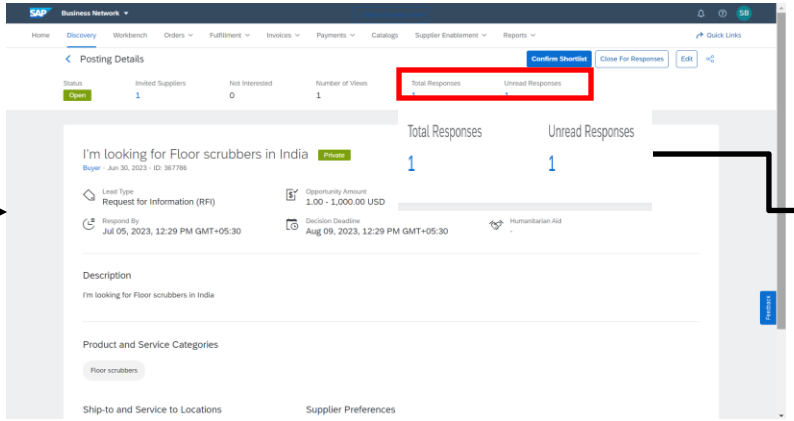 SAP Business Network SB
Home Discovery Workbench Orders Fulfillment Invoices Payments Catalogs Supplier Enablement Reports Quick Links
Posting Details Confirm Shortlist Close For Responses Edit
Status Invited Suppliers Not Interested Number of Views Total Responses Unread Responses
Open 1 0 1 1 1
Total Responses Unread Responses
1 1
I'm looking for Floor scrubbers in India Private
Buyer - Jun 30, 2023 - ID: 367786
Lead Type Opportunity Amount
Request for Information (RFI) 1.00 - 1,000.00 USD
Respond By Decision Deadline Humanitarian Aid
Jul 05, 2023, 12:29 PM GMT+05:30 Aug 09, 2023, 12:29 PM GMT+05:30 -
Description
I'm looking for Floor scrubbers in India
Feedback
Product and Service Categories
Floor scrubbers
Ship-to and Service to Locations Supplier Preferences